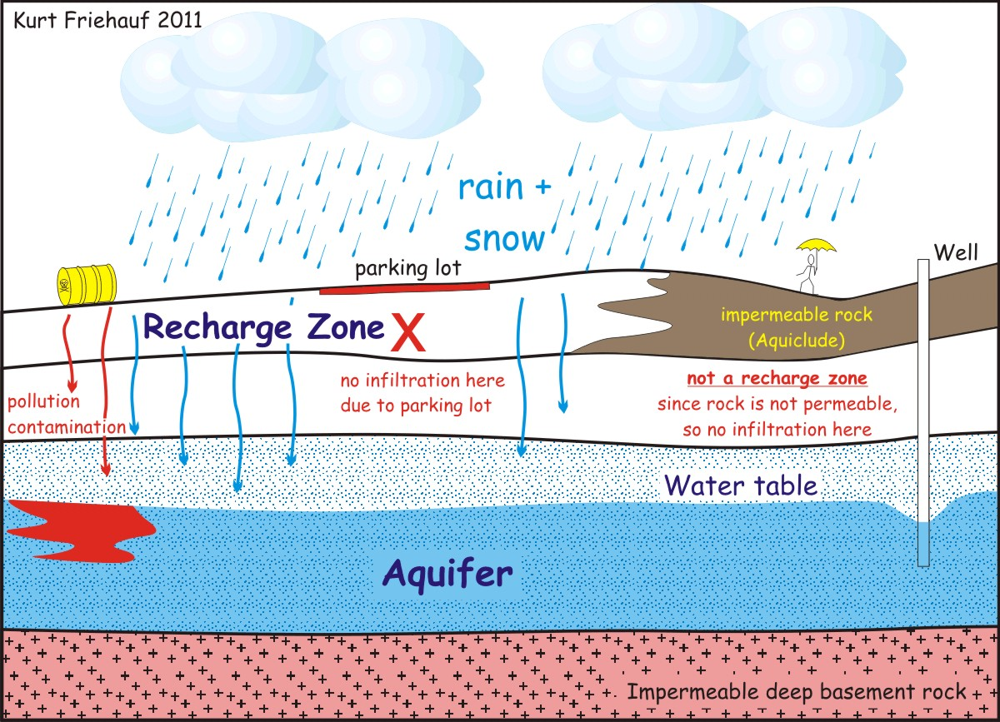 Kurt Friehauf 2011
rain +
snow
parking lot
Well
Recharge Zone X
impermeable rock
(Aquiclude)
no infiltration here
due to parking lot
not a recharge zone
since rock is not permeable,
so no infiltration here
pollution
contamination
Water table
Aquifer
Impermeable deep basement rock